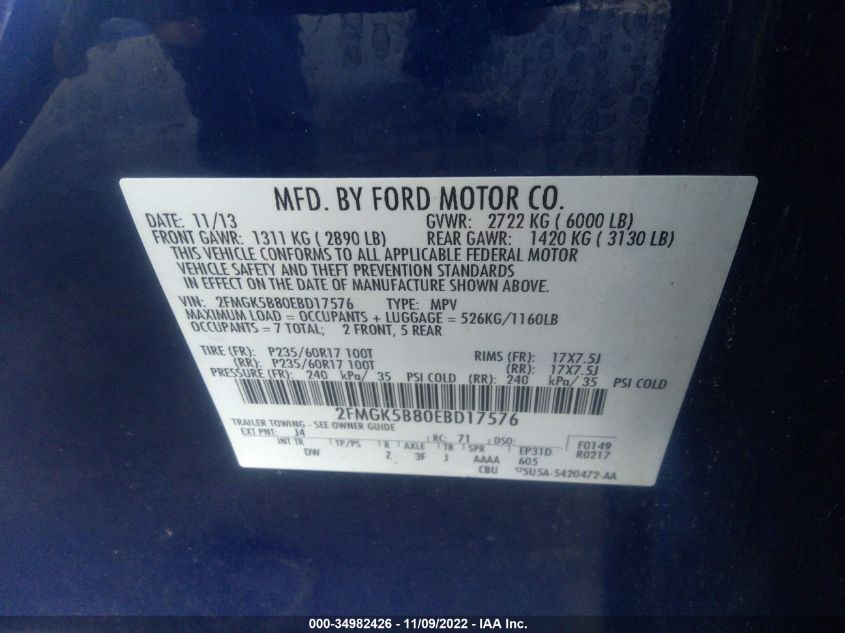 MFD. BY FORD MOTOR CO.
DATE: 11/13 GVWR: 2722 KG ( 6000 LB)
FRONT GAWR: 1311 KG ( 2890 LB) REAR GAWR: 1420 KG ( 3130 LB)
THIS VEHICLE CONFORMS TO ALL APPLICABLE FEDERAL MOTOR
VEHICLE SAFETY AND THEFT PREVENTION STANDARDS
IN EFFECT ON THE DATE OF MANUFACTURE SHOWN ABOVE.
VIN: 2FMGK5B80EBD17576 TYPE: MPV
MAXIMUM LOAD = OCCUPANTS + LUGGAGE = 526KG/1160LB
OCCUPANTS = 7 TOTAL; 2 FRONT, 5 REAR
TIRE (FR): P235/60R17 100T RIMS (FR): 17X7.5J
(RR): P235/60R17 100T (RR): 17X7.5J
PRESSURE (FR): 240 kPa/ 35 PSI COLD (RR): 240 kPa/ 35 PSI COLD
2FMGK5B80EBD17576
TRAILER TOWING - SEE OWNER GUIDE
EXT PNT: J4 RC: 71 DSO: F0149
INT TR TP/PS R AXLE TR SPR EP31D R0217
DW Z 3F J AAAA 605
CBU 5U5A-5420472-AA
000-34982426 - 11/09/2022 - IAA Inc.